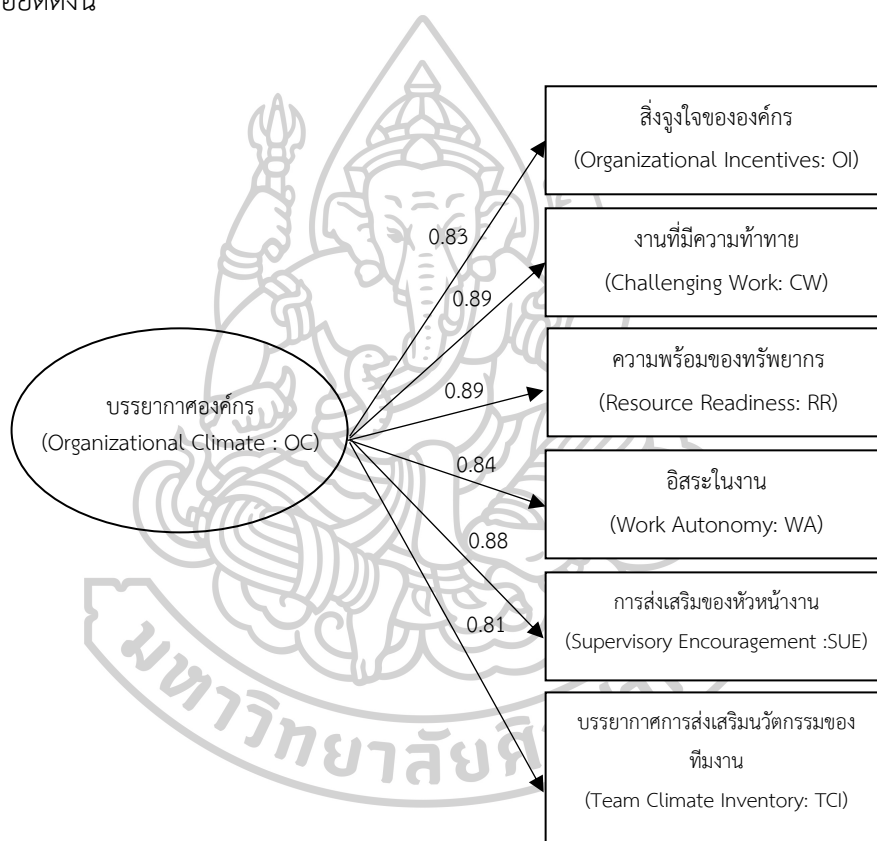 สิ่งจูงใจขององค์กร
(Organizational Incentives: OI)
0.83
งานที่มีความท้าทาย
(Challenging Work: CW)
0.89
ความพร้อมของทรัพยากร
(Resource Readiness: RR)
0.89
บรรยากาศองค์กร
(Organizational Climate : OC)
0.84
อิสระในงาน
(Work Autonomy: WA)
0.88
การส่งเสริมของหัวหน้างาน
(Supervisory Encouragement :SUE)
0.81
บรรยากาศการส่งเสริมนวัตกรรมของ
ทีมงาน
(Team Climate Inventory: TCI)